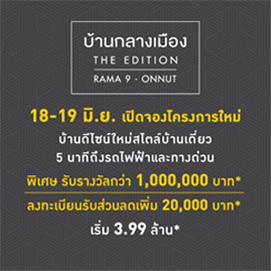 บ้านกลางเมือง
THE EDITION
RAMA 9 - ONNUT
18-19 มิ.ย. เปิดจองโครงการใหม่
บ้านดีไซน์ใหม่สไตล์บ้านเดี่ยว
5 นาทีถึงรถไฟฟ้าและทางด่วน
พิเศษ รับรางวัลกว่า 1,000,000 บาท*
ลงทะเบียนรับส่วนลดเพิ่ม 20,000 บาท*
เริ่ม 3.99 ล้าน*